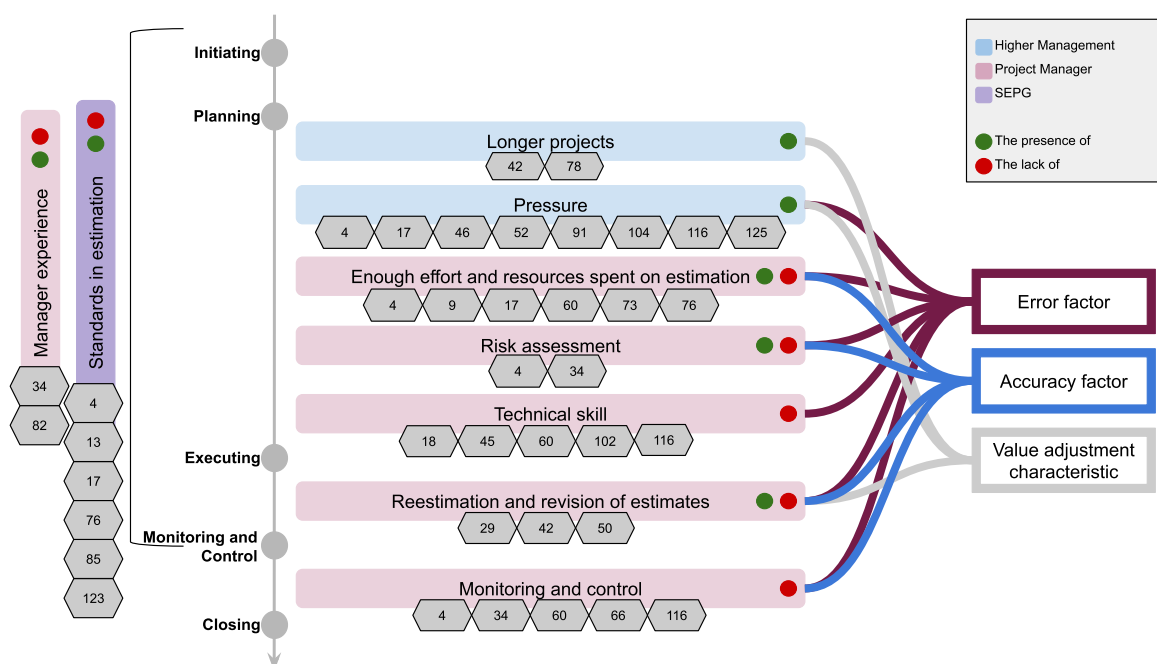 Initiating
Planning
Executing
Monitoring and
Control
Closing
Manager experience
34
82
Standards in estimation
4
13
17
76
85
123
Longer projects
42 78
Pressure
4 17 46 52 91 104 116 125
Enough effort and resources spent on estimation
4 9 17 60 73 76
Risk assessment
4 34
Technical skill
18 45 60 102 116
Reestimation and revision of estimates
29 42 50
Monitoring and control
4 34 60 66 116
Higher Management
Project Manager
SEPG
The presence of
The lack of
Error factor
Accuracy factor
Value adjustment
characteristic